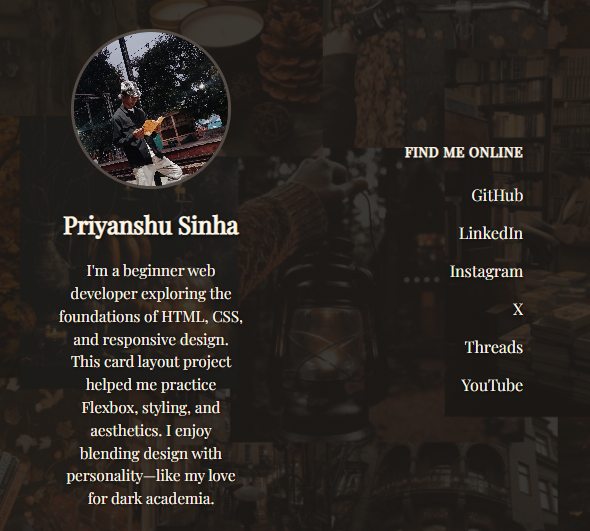 Priyanshu Sinha
I'm a beginner web
developer exploring the
foundations of HTML, CSS,
and responsive design.
This card layout project
helped me practice
Flexbox, styling, and
aesthetics. I enjoy
blending design with
personality—like my love
for dark academia.
FIND ME ONLINE
GitHub
LinkedIn
Instagram
X
Threads
YouTube